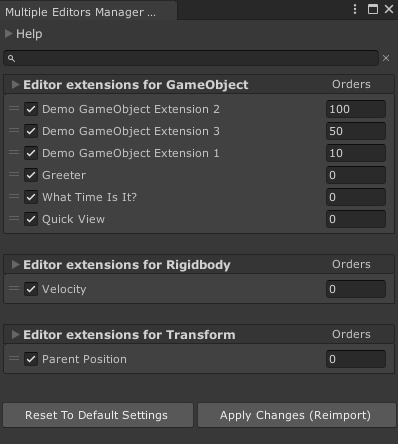 Multiple Editors Manager ...
Help
Editor extensions for GameObject Orders
Demo GameObject Extension 2 100
Demo GameObject Extension 3 50
Demo GameObject Extension 1 10
Greeter 0
What Time Is It? 0
Quick View 0
Editor extensions for Rigidbody Orders
Velocity 0
Editor extensions for Transform Orders
Parent Position 0
Reset To Default Settings Apply Changes (Reimport)